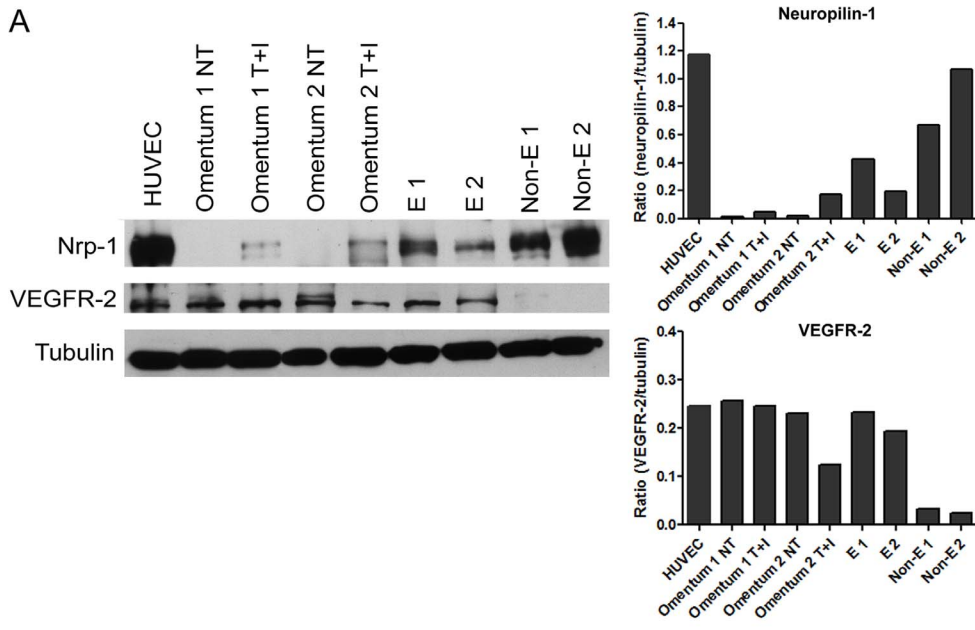 A
HUVEC
Omentum 1 NT
Omentum 1 T+I
Omentum 2 NT
Omentum 2 T+I
E 1
E 2
Non-E 1
Non-E 2
Nrp-1
VEGFR-2
Tubulin
Neuropilin-1
Ratio (neuropilin-1/tubulin)
1.4
1.2
1.0
0.8
0.6
0.4
0.2
0.0
HUVEC
Omentum 1 NT
Omentum 1 T+I
Omentum 2 NT
Omentum 2 T+I
E 1
E 2
Non-E 1
Non-E 2
VEGFR-2
Ratio (VEGFR-2/tubulin)
0.4
0.3
0.2
0.1
0.0
HUVEC
Omentum 1 NT
Omentum 1 T+I
Omentum 2 NT
Omentum 2 T+I
E 1
E 2
Non-E 1
Non-E 2